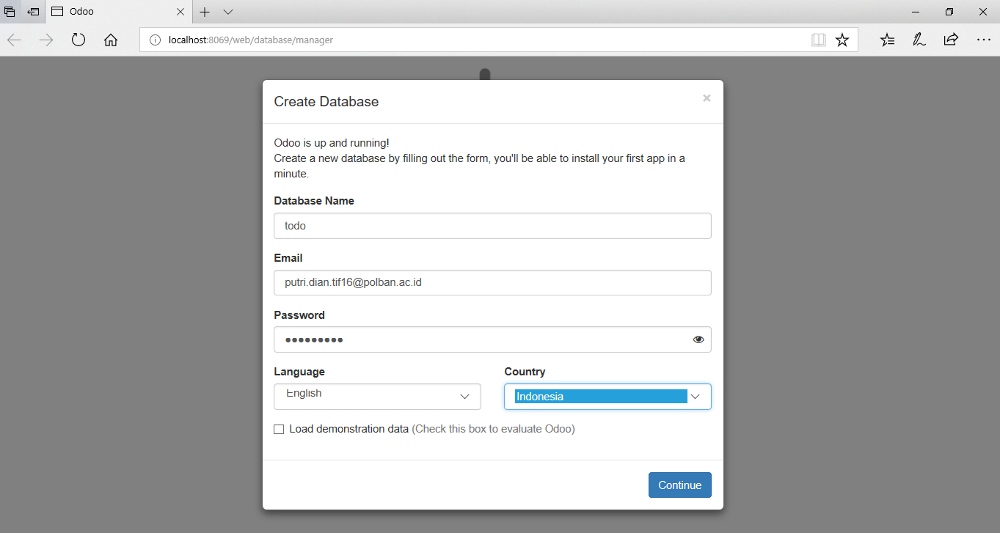 Odoo
localhost:8069/web/database/manager
Create Database
×
Odoo is up and running!
Create a new database by filling out the form, you'll be able to install your first app in a
minute.
Database Name
todo
Email
putri.dian.tif16@polban.ac.id
Password
•••••••••
Language Country
English Indonesia
Load demonstration data (Check this box to evaluate Odoo)
Continue